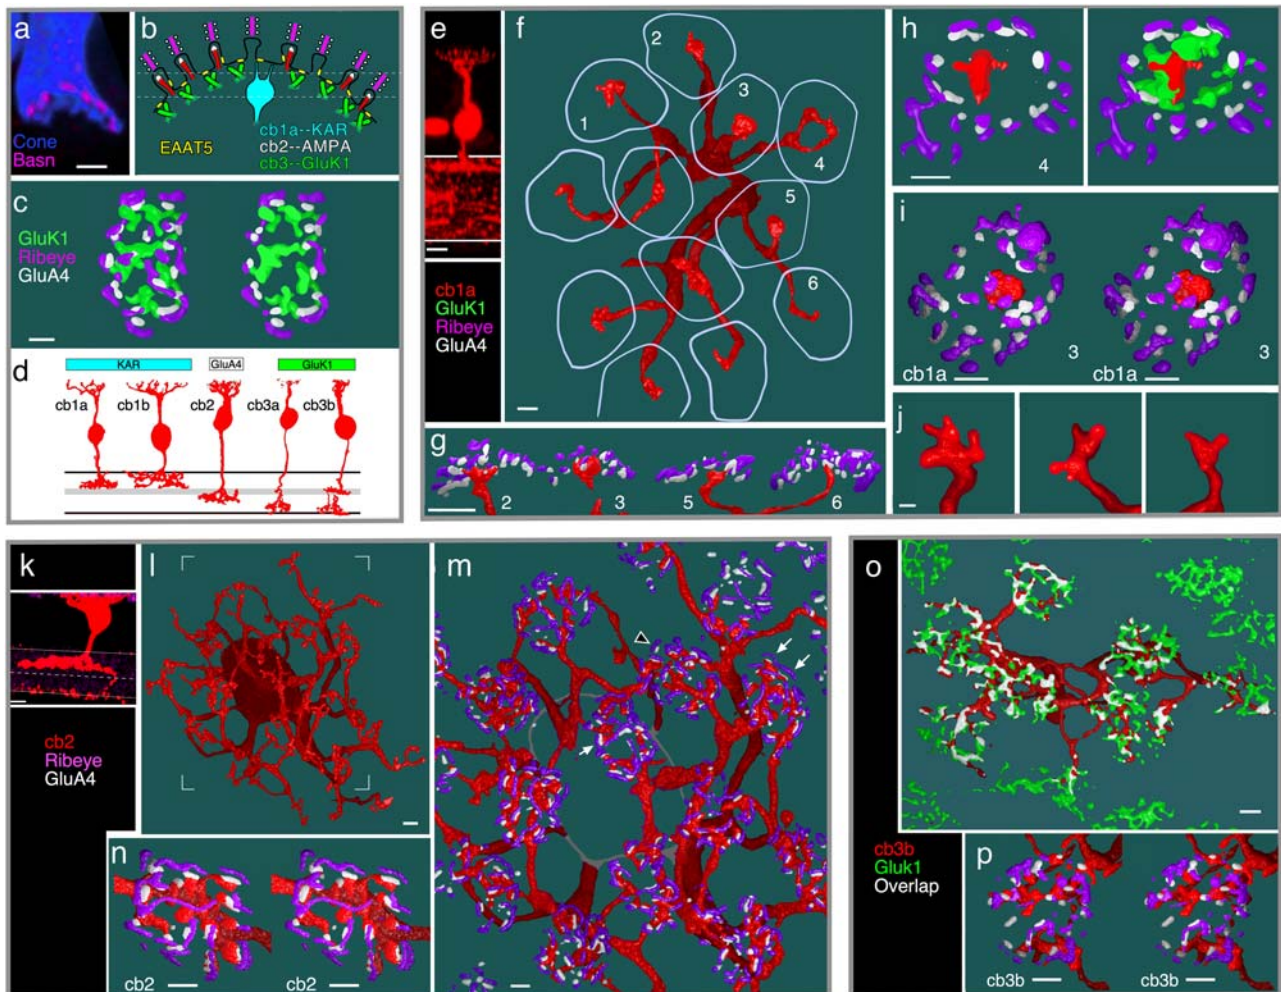 a
Cone
Basn
b
EAAT5
cb1a--KAR
cb2--AMPA
cb3--GluK1
c
GluK1
Ribeye
GluA4
d
KAR
GluA4
GluK1
cb1a
cb1b
cb2
cb3a
cb3b
e
cb1a
GluK1
Ribeye
GluA4
f
1
2
3
4
5
6
g
2
3
5
6
h
4
i
3
3
cb1a
cb1a
j
k
cb2
Ribeye
GluA4
l
m
n
cb2
cb2
o
cb3b
Gluk1
Overlap
p
cb3b
cb3b